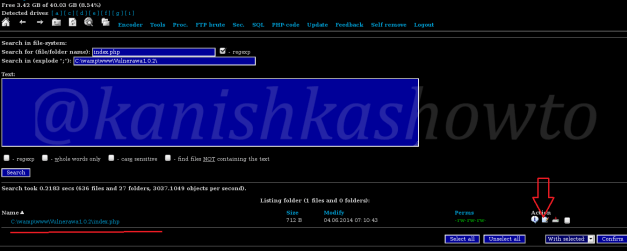 Free 3.42 GB of 40.03 GB (8.54%)
Detected drives [ a ] [ c ] [ d ] [ e ] [ f ] [ g ] [ i ]
Encoder Tools Proc. FTP brute Sec. SQL PHP code Update Feedback Self remove Logout
Search in file-system:
Search for (file/folder name): index.php - regexp
Search in (explode ";"): C:\wamp\www\Vulnerawa1.0.2\
Text:
@kanishkashowto
- regexp - whole words only - case sensitive - find files NOT containing the text
Search
Search took 0.2183 secs (636 files and 27 folders, 3037.1049 objects per second).
Listing folder (1 files and 0 folders):
Name Size Modify Perms Action
C:\wamp\www\Vulnerawa1.0.2\index.php 712 B 04.08.2014 07:10:43 -rw-rw-rw-
Select all Unselect all With selected: Confirm